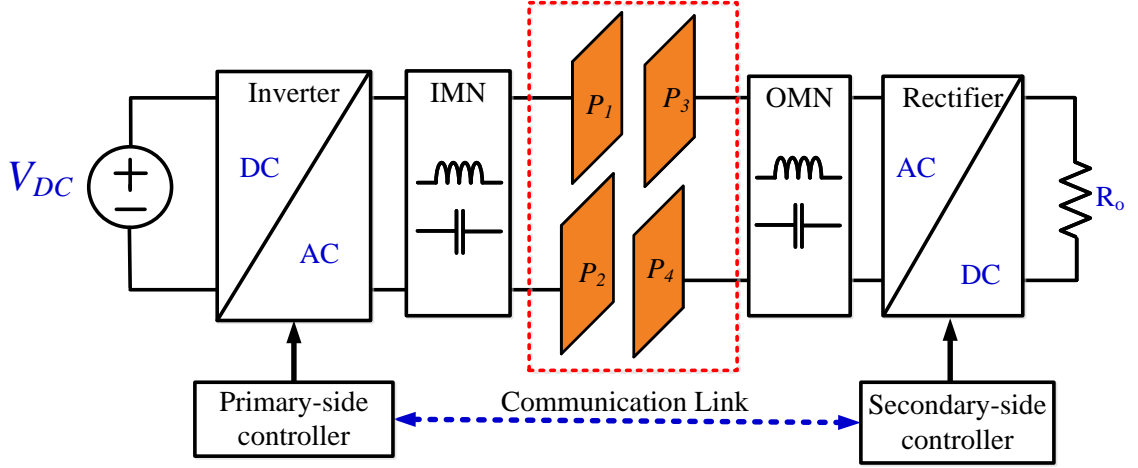 Inverter
IMN
OMN
Rectifier
P1
P3
DC
AC
VDC
Ro
AC
P2
P4
DC
Communication Link
Primary-side
controller
Secondary-side
controller